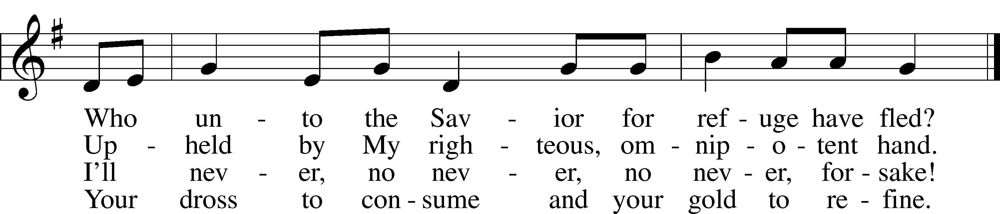 Who un - to the Sav - ior for ref - uge have fled?
Up - held by My righ - teous, om - nip - o - tent hand.
I'll nev - er, no nev - er, no nev - er, for - sake!
Your dross to con - sume and your gold to re - fine.